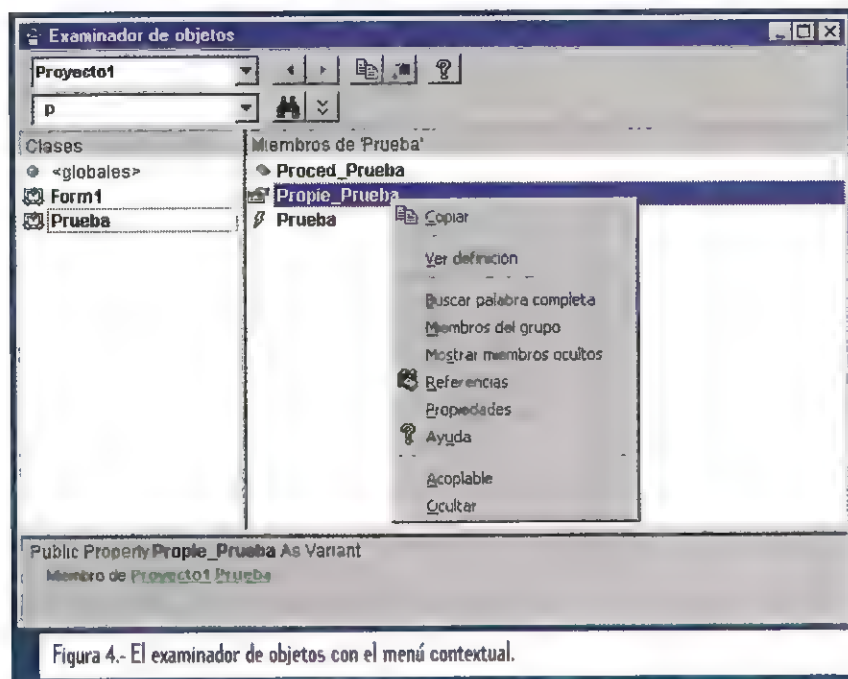 Examinador de objetos
Proyecto1
p
Clases
Miembros de 'Prueba'
<globales>
Form1
Prueba
Proced_Prueba
Propie_Prueba
Prueba
Copiar
Ver definición
Buscar palabra completa
Miembros del grupo
Mostrar miembros ocultos
Referencias
Propiedades
Ayuda
Acoplable
Ocultar
Public Property Propie_Prueba As Variant
Miembro de Proyecto1.Prueba
Figura 4.- El examinador de objetos con el menú contextual.